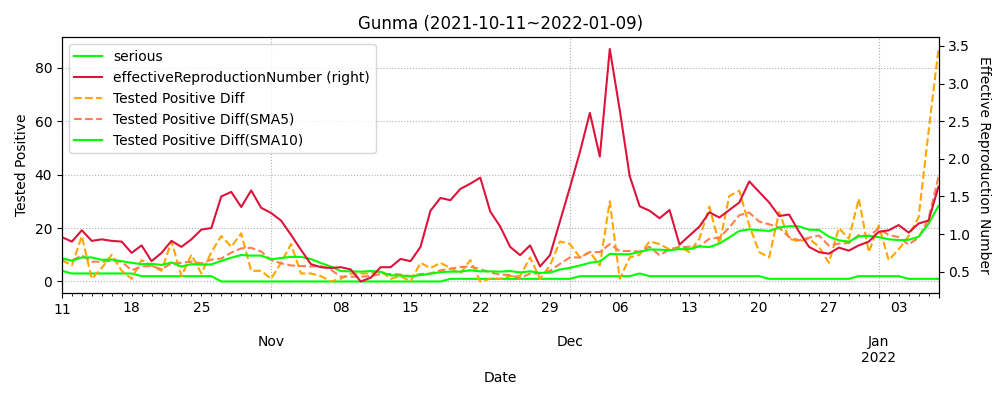 Gunma (2021-10-11~2022-01-09)
serious
effectiveReproductionNumber (right)
Tested Positive Diff
Tested Positive Diff(SMA5)
Tested Positive Diff(SMA10)
Tested Positive
80
60
40
20
0
3.5
3.0
2.5
2.0
1.5
1.0
0.5
Effective Reproduction Number
11 18 25 08 15 22 29 06 13 20 27 03
Nov Dec Jan
2022
Date